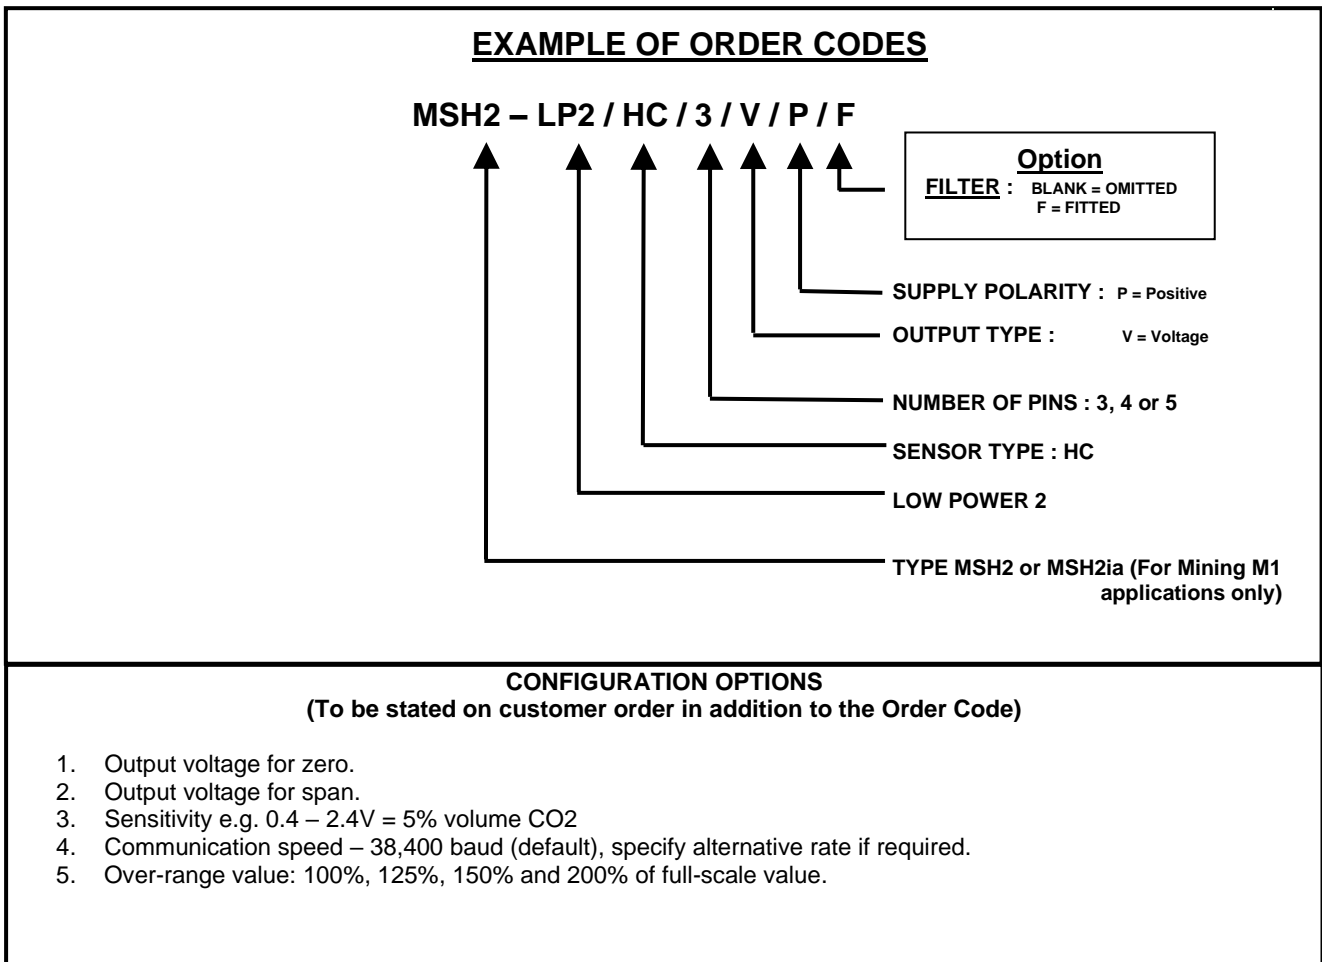 EXAMPLE OF ORDER CODES
MSH2 – LP2 / HC / 3 / V / P / F
Option
FILTER : BLANK = OMITTED
F = FITTED
SUPPLY POLARITY : P = Positive
OUTPUT TYPE : V = Voltage
NUMBER OF PINS : 3, 4 or 5
SENSOR TYPE : HC
LOW POWER 2
TYPE MSH2 or MSH2ia (For Mining M1
applications only)
CONFIGURATION OPTIONS
(To be stated on customer order in addition to the Order Code)
1. Output voltage for zero.
2. Output voltage for span.
3. Sensitivity e.g. 0.4 – 2.4V = 5% volume CO2
4. Communication speed – 38,400 baud (default), specify alternative rate if required.
5. Over-range value: 100%, 125%, 150% and 200% of full-scale value.